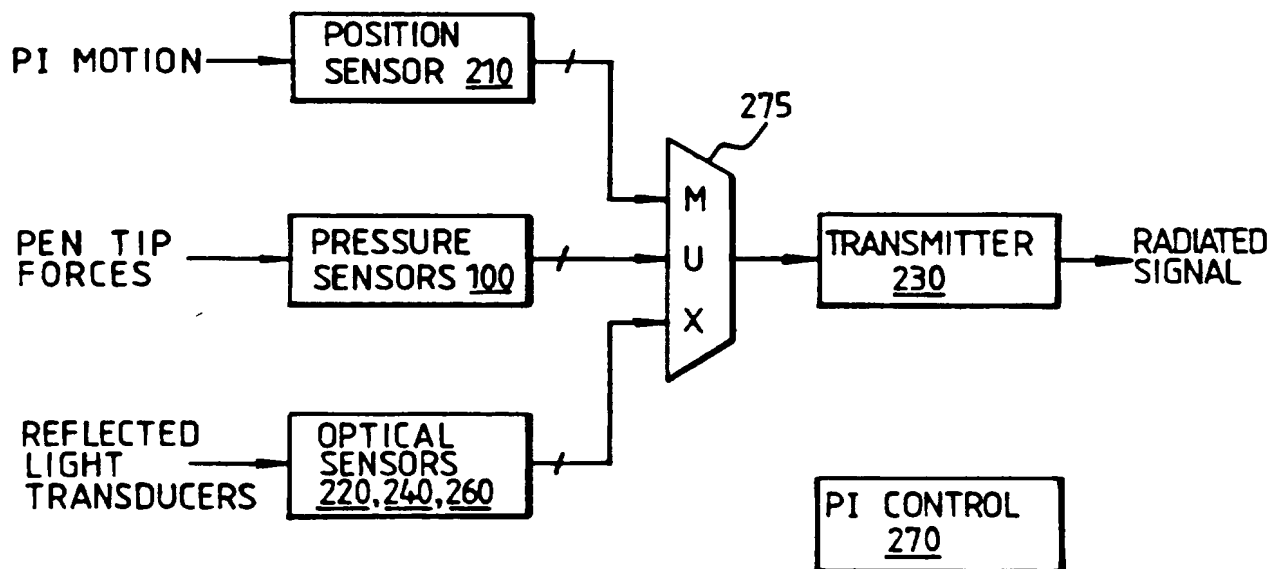 PI MOTION
POSITION
SENSOR 210
275
PEN TIP
FORCES
PRESSURE
SENSORS 100
M
U
X
TRANSMITTER
230
RADIATED
SIGNAL
REFLECTED
LIGHT
TRANSDUCERS
OPTICAL
SENSORS
220, 240, 260
PI CONTROL
270